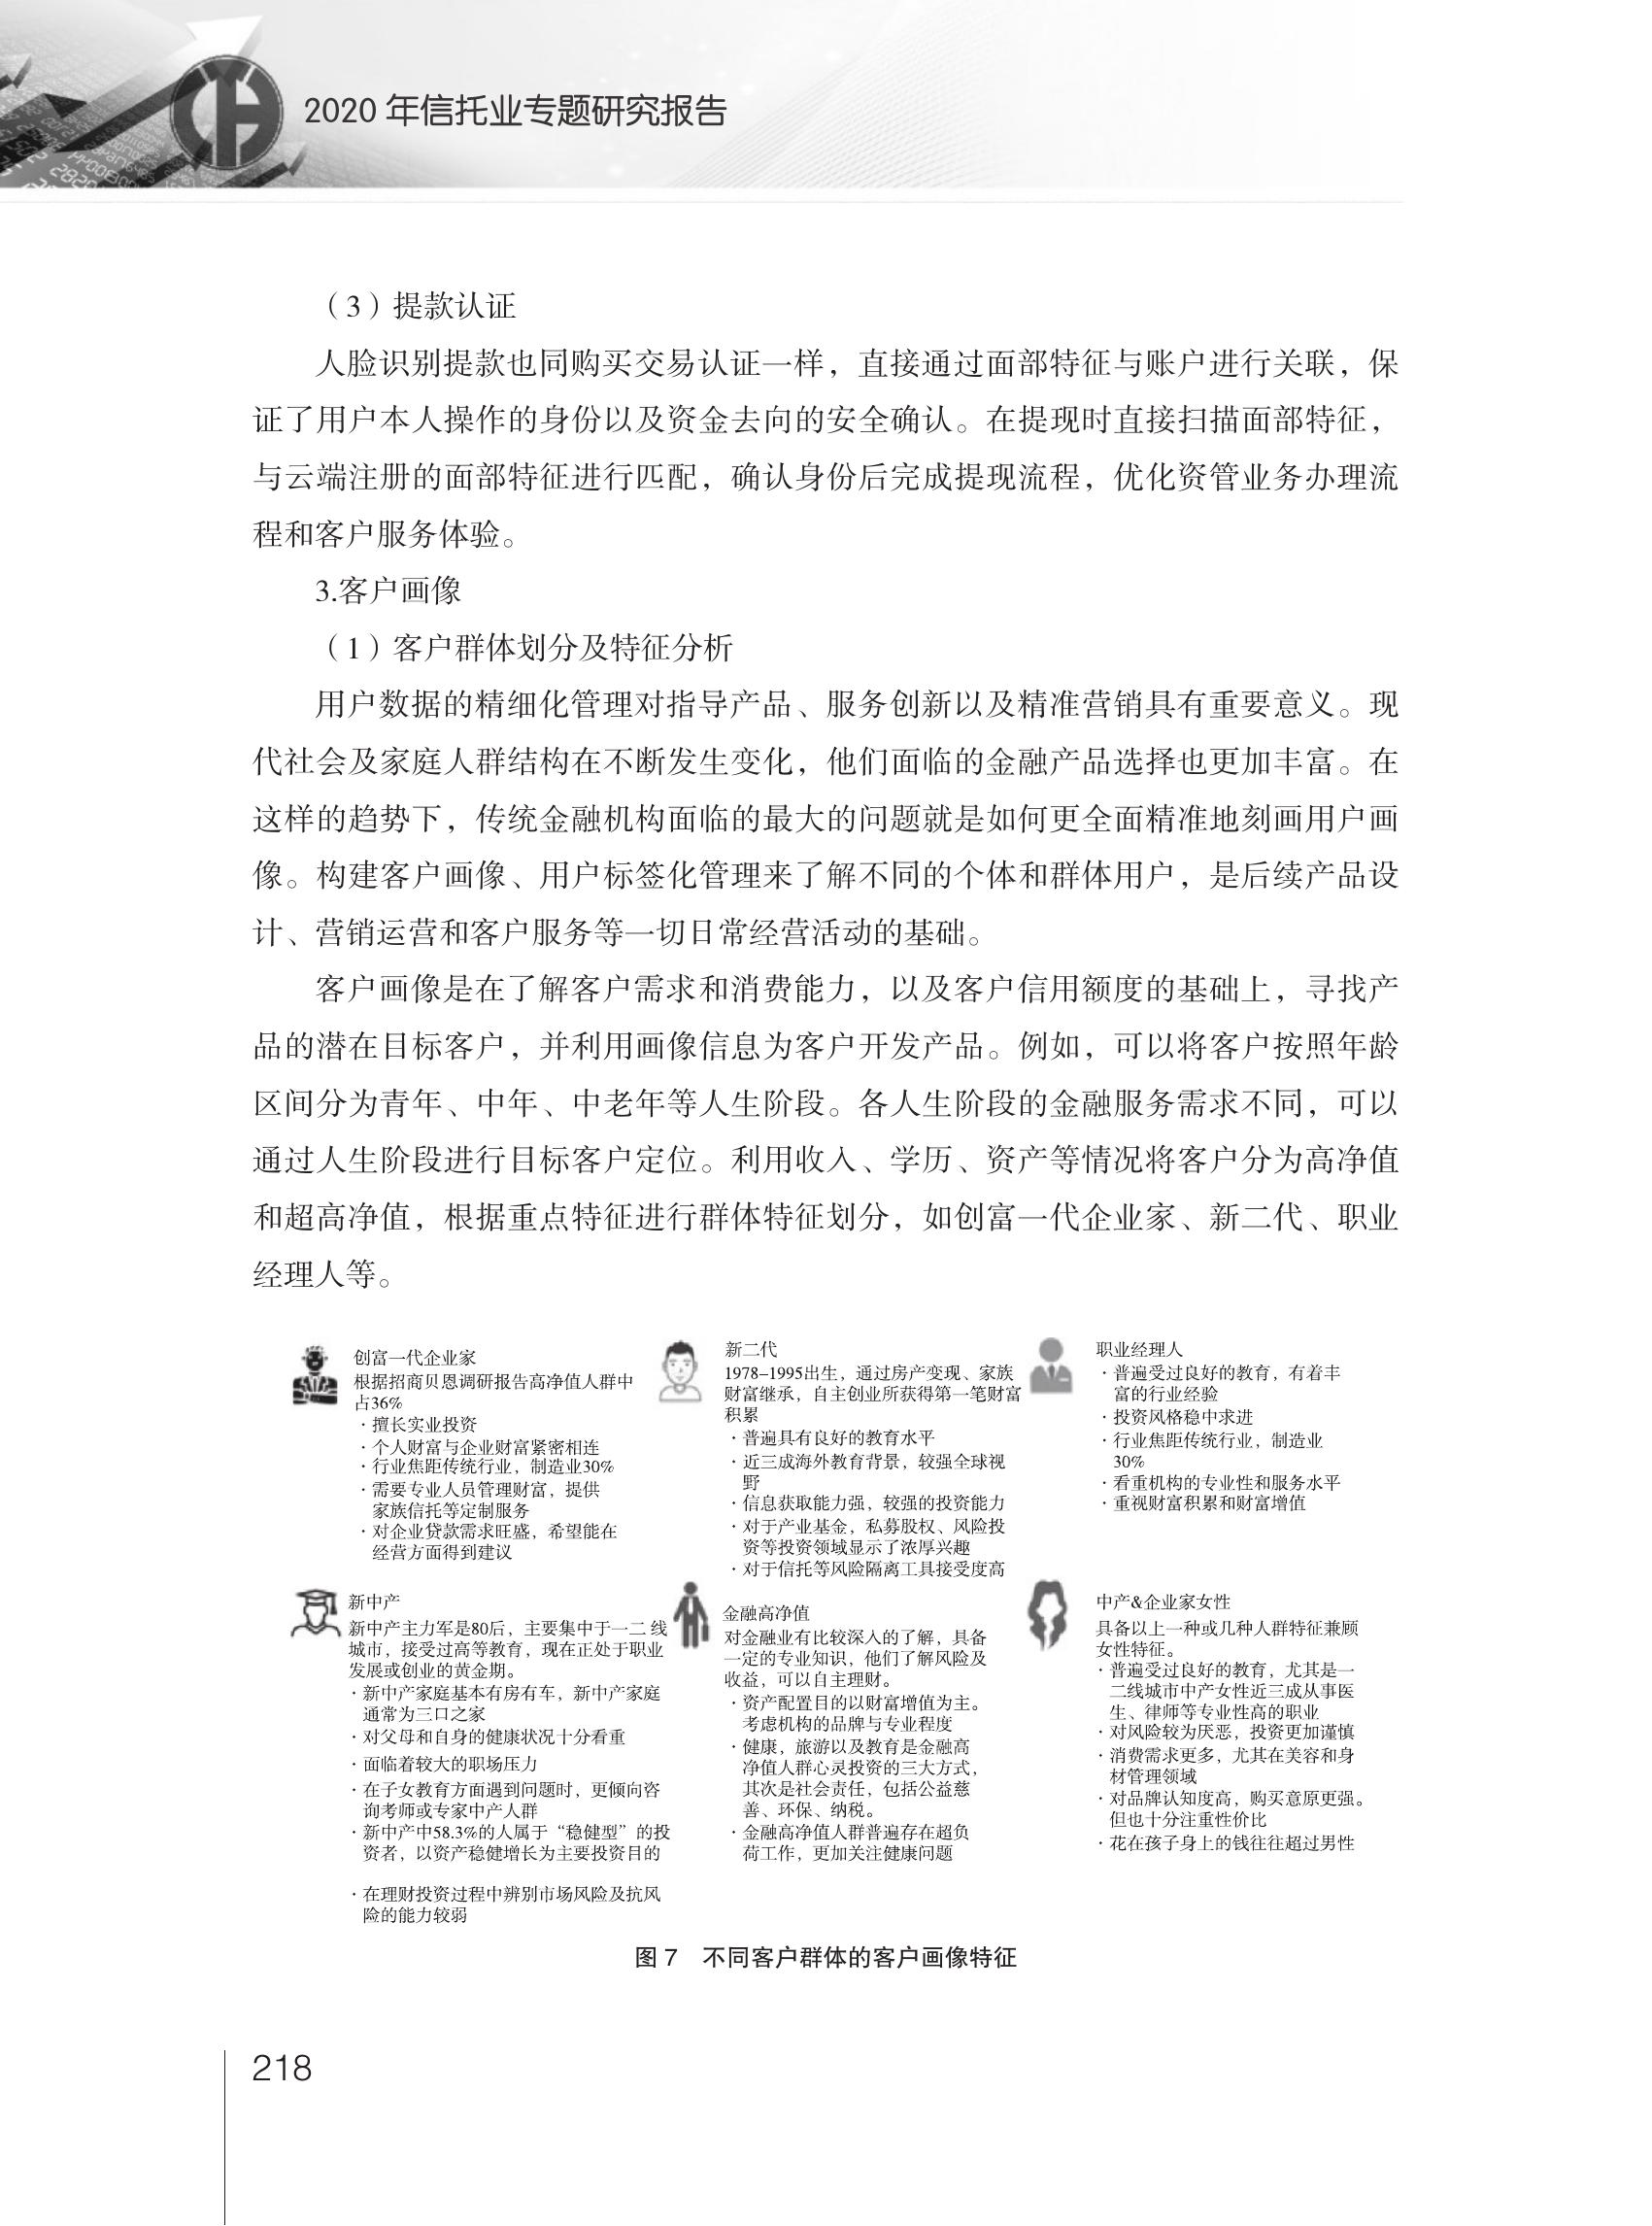 2020 年信托业专题研究报告
（3）提款认证
人脸识别提款也同购买交易认证一样，直接通过面部特征与账户进行关联，保
证了用户本人操作的身份以及资金去向的安全确认。在提现时直接扫描面部特征，
与云端注册的面部特征进行匹配，确认身份后完成提现流程，优化资管业务办理流
程和客户服务体验。
3.客户画像
（1）客户群体划分及特征分析
用户数据的精细化管理对指导产品、服务创新以及精准营销具有重要意义。现
代社会及家庭人群结构在不断发生变化，他们面临的金融产品选择也更加丰富。在
这样的趋势下，传统金融机构面临的最大的问题就是如何更全面精准地刻画用户画
像。构建客户画像、用户标签化管理来了解不同的个体和群体用户，是后续产品设
计、营销运营和客户服务等一切日常经营活动的基础。
客户画像是在了解客户需求和消费能力，以及客户信用额度的基础上，寻找产
品的潜在目标客户，并利用画像信息为客户开发产品。例如，可以将客户按照年龄
区间分为青年、中年、中老年等人生阶段。各人生阶段的金融服务需求不同，可以
通过人生阶段进行目标客户定位。利用收入、学历、资产等情况将客户分为高净值
和超高净值，根据重点特征进行群体特征划分，如创富一代企业家、新二代、职业
经理人等。
创富一代企业家
根据招商贝恩调研报告高净值人群中
占36%
·擅长实业投资
·个人财富与企业财富紧密相连
·行业焦距传统行业，制造业30%
·需要专业人员管理财富，提供
家族信托等定制服务
·对企业贷款需求旺盛，希望能在
经营方面得到建议
新二代
1978–1995出生，通过房产变现、家族
财富继承，自主创业所获得第一笔财富
积累
·普遍具有良好的教育水平
·近三成海外教育背景，较强全球视
野
·信息获取能力强，较强的投资能力
·对于产业基金，私募股权、风险投
资等投资领域显示了浓厚兴趣
·对于信托等风险隔离工具接受度高
职业经理人
·普遍受过良好的教育，有着丰
富的行业经验
·投资风格稳中求进
·行业焦距传统行业，制造业
30%
·看重机构的专业性和服务水平
·重视财富积累和财富增值
新中产
新中产主力军是80后，主要集中于一二 线
城市，接受过高等教育，现在正处于职业
发展或创业的黄金期。
·新中产家庭基本有房有车，新中产家庭
通常为三口之家
·对父母和自身的健康状况十分看重
·面临着较大的职场压力
·在子女教育方面遇到问题时，更倾向咨
询考师或专家中产人群
·新中产中58.3%的人属于“稳健型”的投
资者，以资产稳健增长为主要投资目的
·在理财投资过程中辨别市场风险及抗风
险的能力较弱
金融高净值
对金融业有比较深入的了解，具备
一定的专业知识，他们了解风险及
收益，可以自主理财。
·资产配置目的以财富增值为主。
考虑机构的品牌与专业程度
·健康，旅游以及教育是金融高
净值人群心灵投资的三大方式，
其次是社会责任，包括公益慈
善、环保、纳税。
·金融高净值人群普遍存在超负
荷工作，更加关注健康问题
中产&企业家女性
具备以上一种或几种人群特征兼顾
女性特征。
·普遍受过良好的教育，尤其是一
二线城市中产女性近三成从事医
生、律师等专业性高的职业
·对风险较为厌恶，投资更加谨慎
·消费需求更多，尤其在美容和身
材管理领域
·对品牌认知度高，购买意原更强。
但也十分注重性价比
·花在孩子身上的钱往往超过男性
图 7　不同客户群体的客户画像特征
218